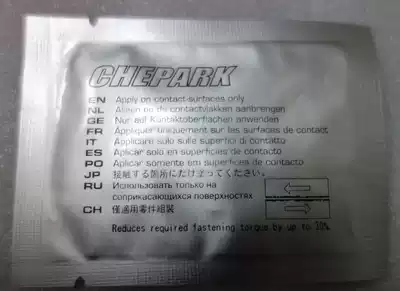 CHEPARK
EN Apply on contact-surfaces only
NL Alleen op de contactvlakken aanbrengen
GE Nur auf Kontaktoberflächen anwenden
FR Appliquer uniquement sur les surfaces de contact
IT Applicare solo sulle superfici di contatto
ES Aplicar solo en superficies de contacto
PO Aplicar somente em superfícies de contacto
JP 接触する箇所にだけ塗ってください。
RU Использовать только на
соприкасающихся поверхностях
CH 僅適用零件組裝
Reduces required fastening torque by up to 30%